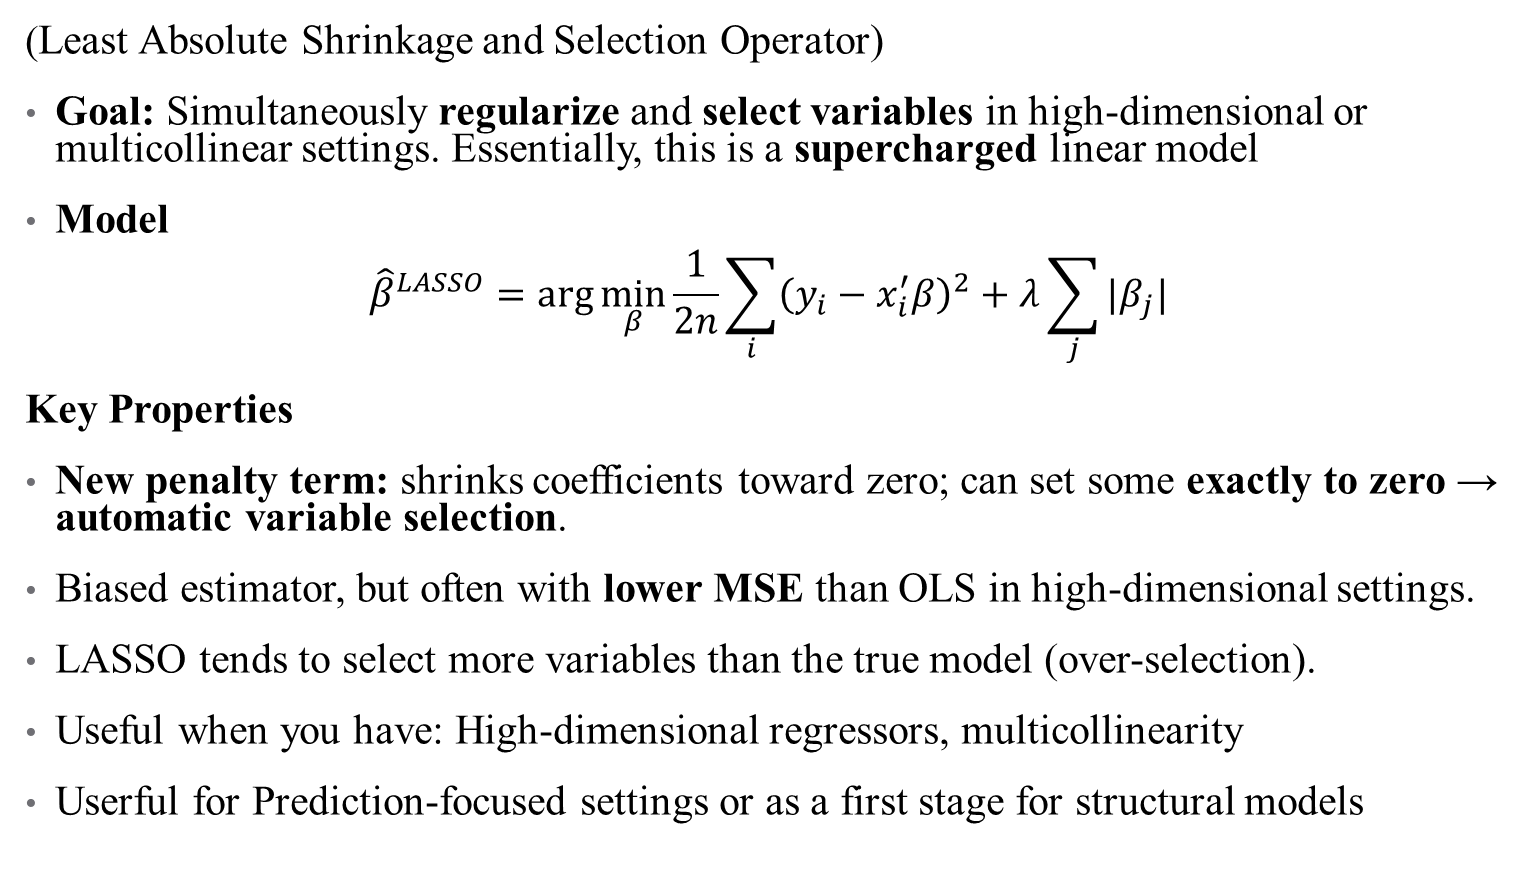 (Least Absolute Shrinkage and Selection Operator)
• Goal: Simultaneously regularize and select variables in high-dimensional or
multicollinear settings. Essentially, this is a supercharged linear model
• Model
β̂^{LASSO} = arg min_β 1/2n ∑_i (y_i − x_i′β)² + λ ∑_j |β_j|
Key Properties
• New penalty term: shrinks coefficients toward zero; can set some exactly to zero →
automatic variable selection.
• Biased estimator, but often with lower MSE than OLS in high-dimensional settings.
• LASSO tends to select more variables than the true model (over-selection).
• Useful when you have: High-dimensional regressors, multicollinearity
• Userful for Prediction-focused settings or as a first stage for structural models